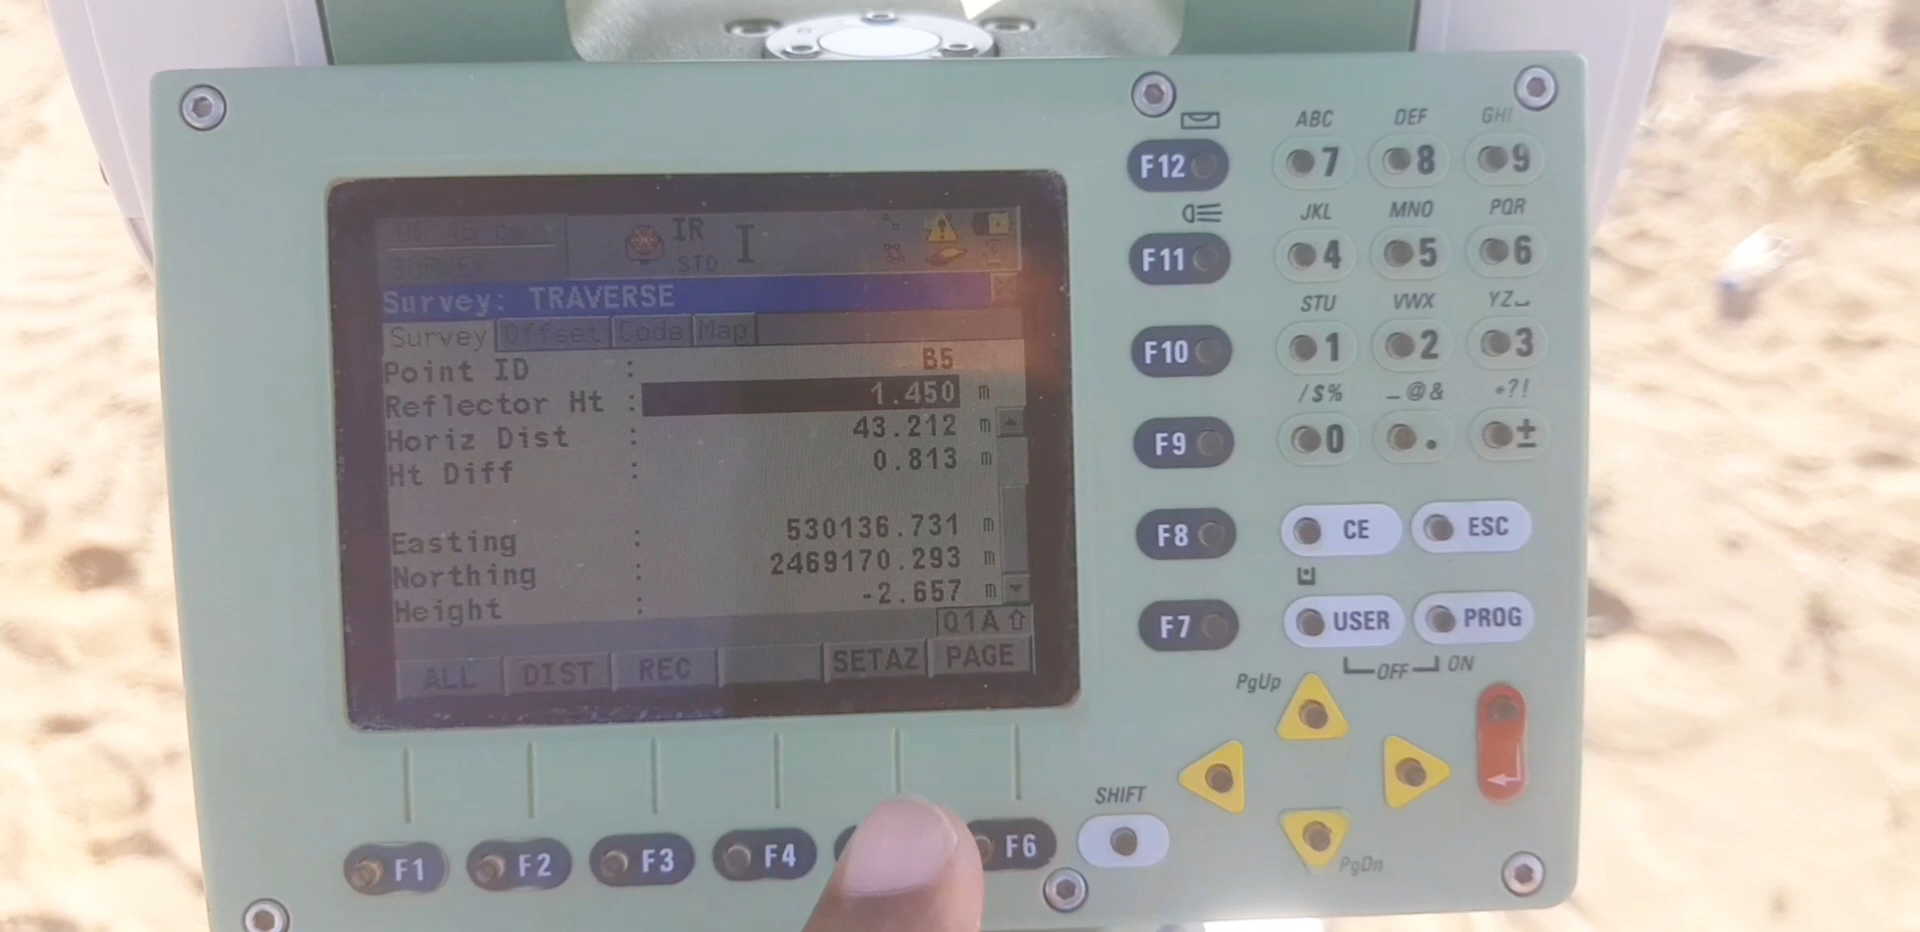 IR
STD
SURVEY
Survey: TRAVERSE
Survey Offset Code Map
Point ID : B5
Reflector Ht : 1.450 m
Horiz Dist : 43.212 m
Ht Diff : 0.813 m
Easting : 530136.731 m
Northing : 2469170.293 m
Height : -2.657 m
Q1A
ALL DIST REC SETAZ PAGE
F1 F2 F3 F4 F6
SHIFT
F12
F11
F10
F9
F8
F7
ABC DEF GHI
7 8 9
JKL MNO PQR
4 5 6
STU VWX YZ
1 2 3
/$% _@& *?!
0 . ±
CE ESC
USER PROG
OFF ON
PgUp
PgDn